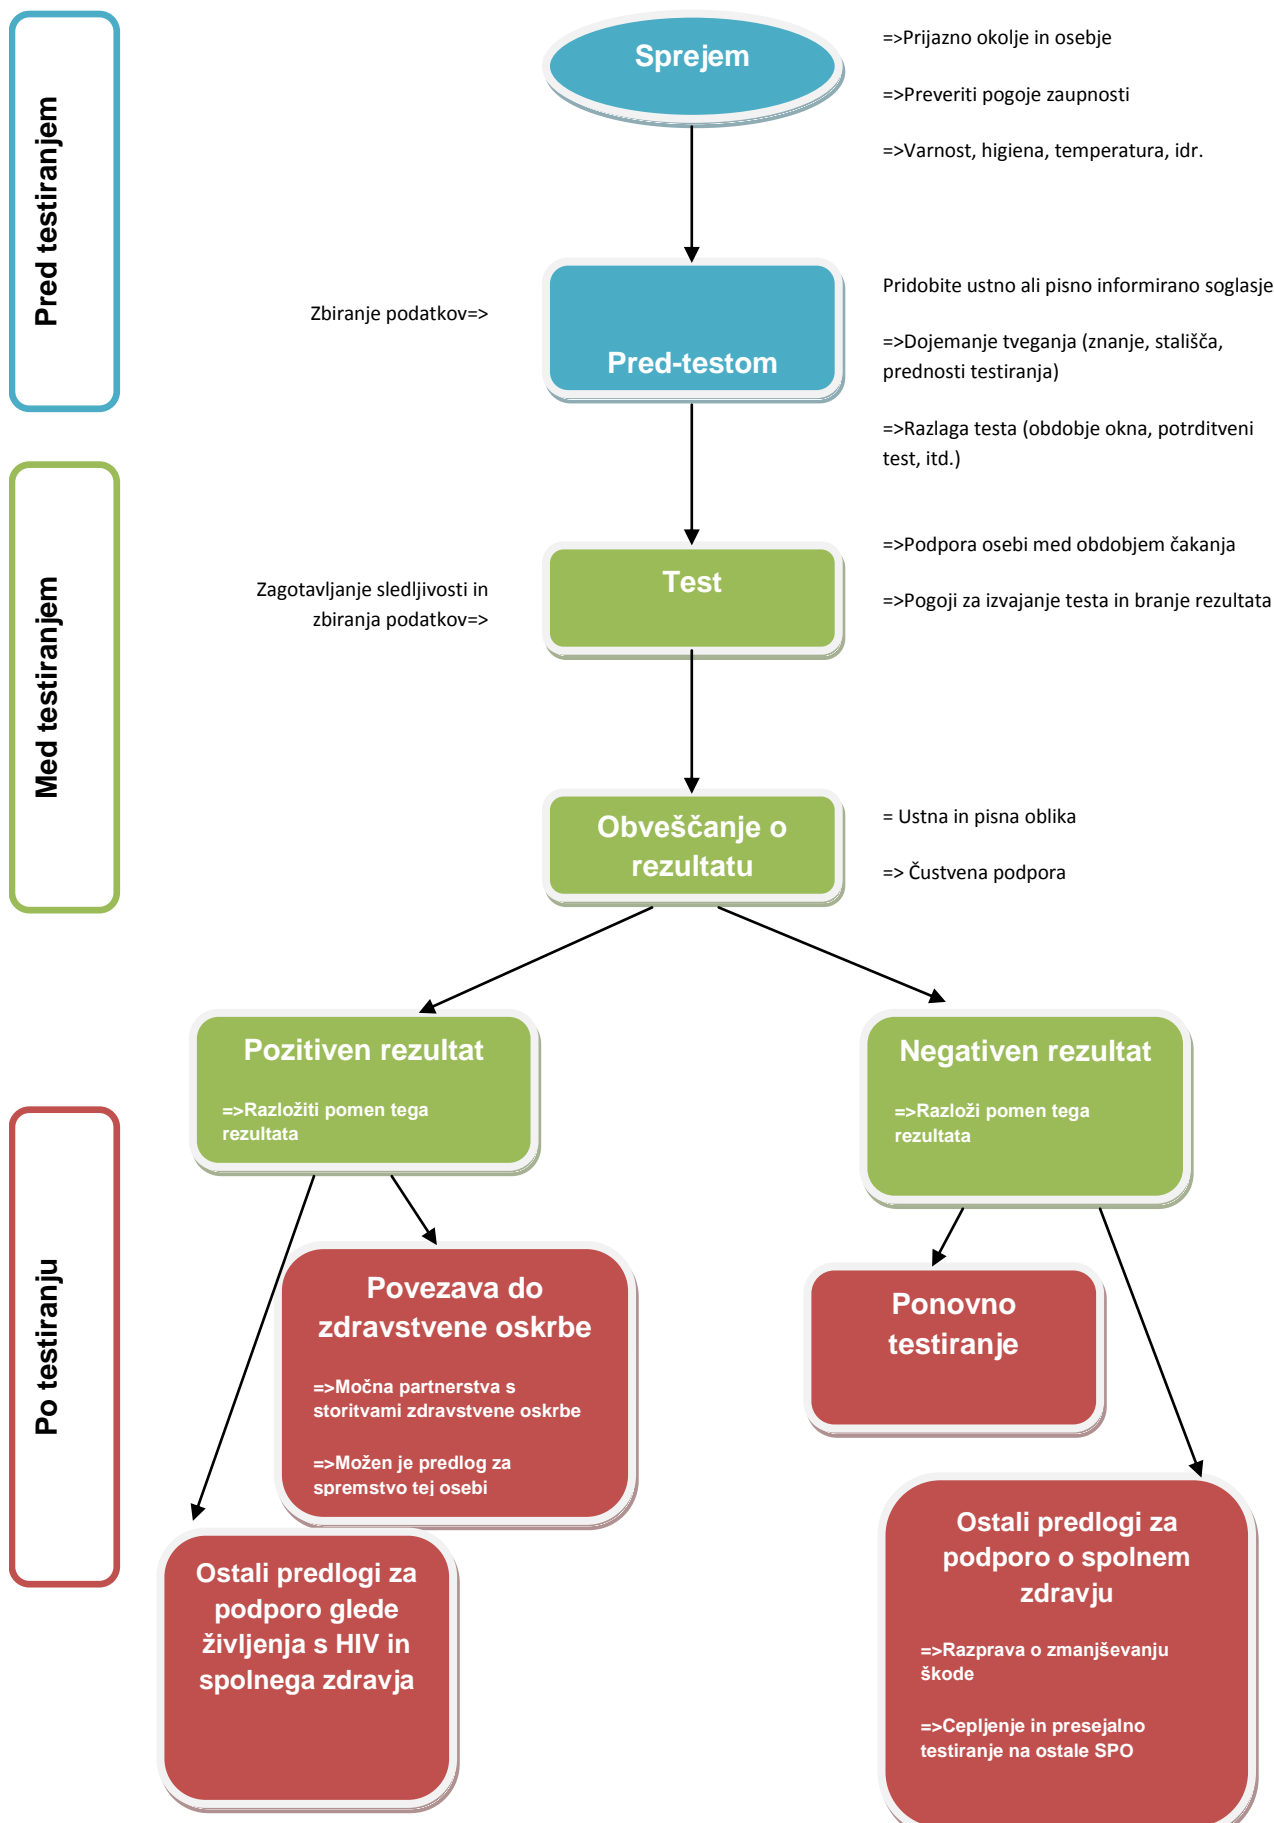 Pred testiranjem
Sprejem
=>Prijazno okolje in osebje
=>Preveriti pogoje zaupnosti
=>Varnost, higiena, temperatura, idr.
Zbiranje podatkov=>
Pred-testom
Pridobite ustno ali pisno informirano soglasje
=>Dojemanje tveganja (znanje, stališča,
prednosti testiranja)
=>Razlaga testa (obdobje okna, potrditveni
test, itd.)
Med testiranjem
Zagotavljanje sledljivosti in
zbiranja podatkov=>
Test
=>Podpora osebi med obdobjem čakanja
=>Pogoji za izvajanje testa in branje rezultata
Obveščanje o
rezultatu
= Ustna in pisna oblika
=> Čustvena podpora
Pozitiven rezultat
=>Razložiti pomen tega
rezultata
Negativen rezultat
=>Razloži pomen tega
rezultata
Po testiranju
Povezava do
zdravstvene oskrbe
=>Močna partnerstva s
storitvami zdravstvene oskrbe
=>Možen je predlog za
spremstvo tej osebi
Ponovno
testiranje
Ostali predlogi za
podporo glede
življenja s HIV in
spolnega zdravja
Ostali predlogi za
podporo o spolnem
zdravju
=>Razprava o zmanjševanju
škode
=>Cepljenje in presejalno
testiranje na ostale SPO